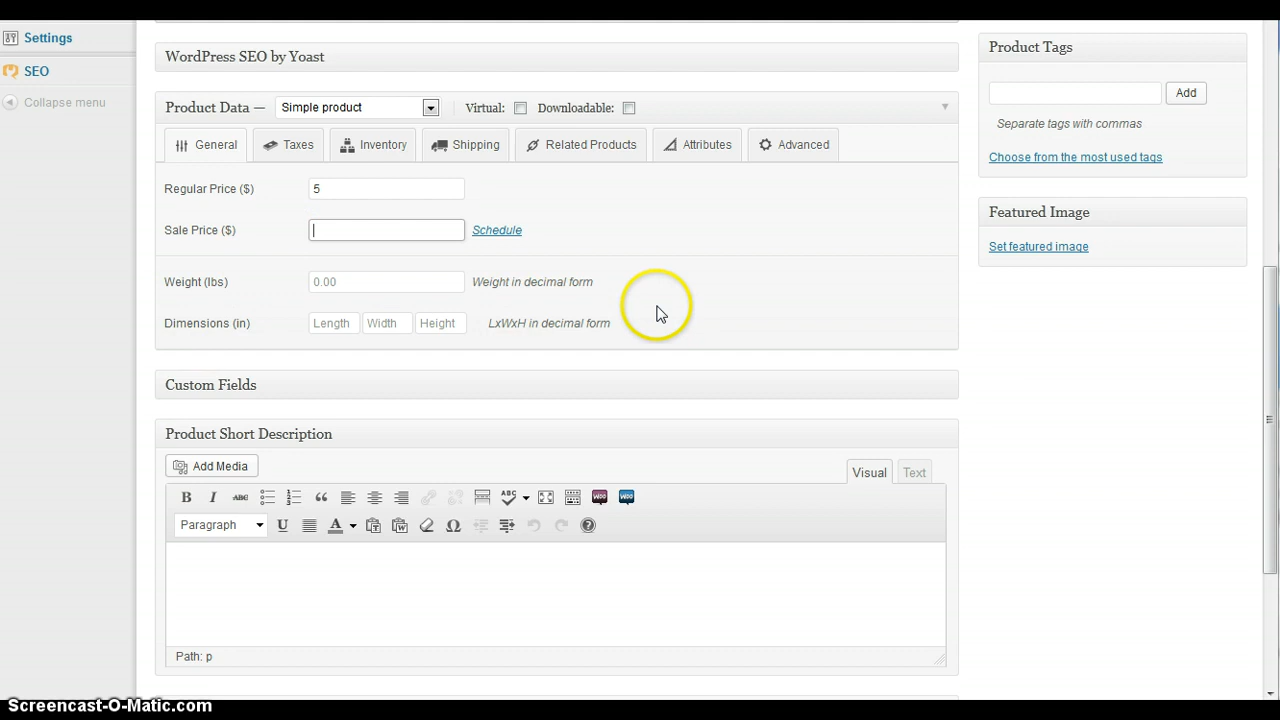 Settings
SEO
Collapse menu
WordPress SEO by Yoast
Product Data — Simple product Virtual: Downloadable:
General Taxes Inventory Shipping Related Products Attributes Advanced
Regular Price ($) 5
Sale Price ($) Schedule
Weight (lbs) 0.00 Weight in decimal form
Dimensions (in) Length Width Height LxWxH in decimal form
Custom Fields
Product Short Description
Add Media Visual Text
B I ABC ABC
Paragraph U A Ω
Path: p
Product Tags
Add
Separate tags with commas
Choose from the most used tags
Featured Image
Set featured image
Screencast-O-Matic.com